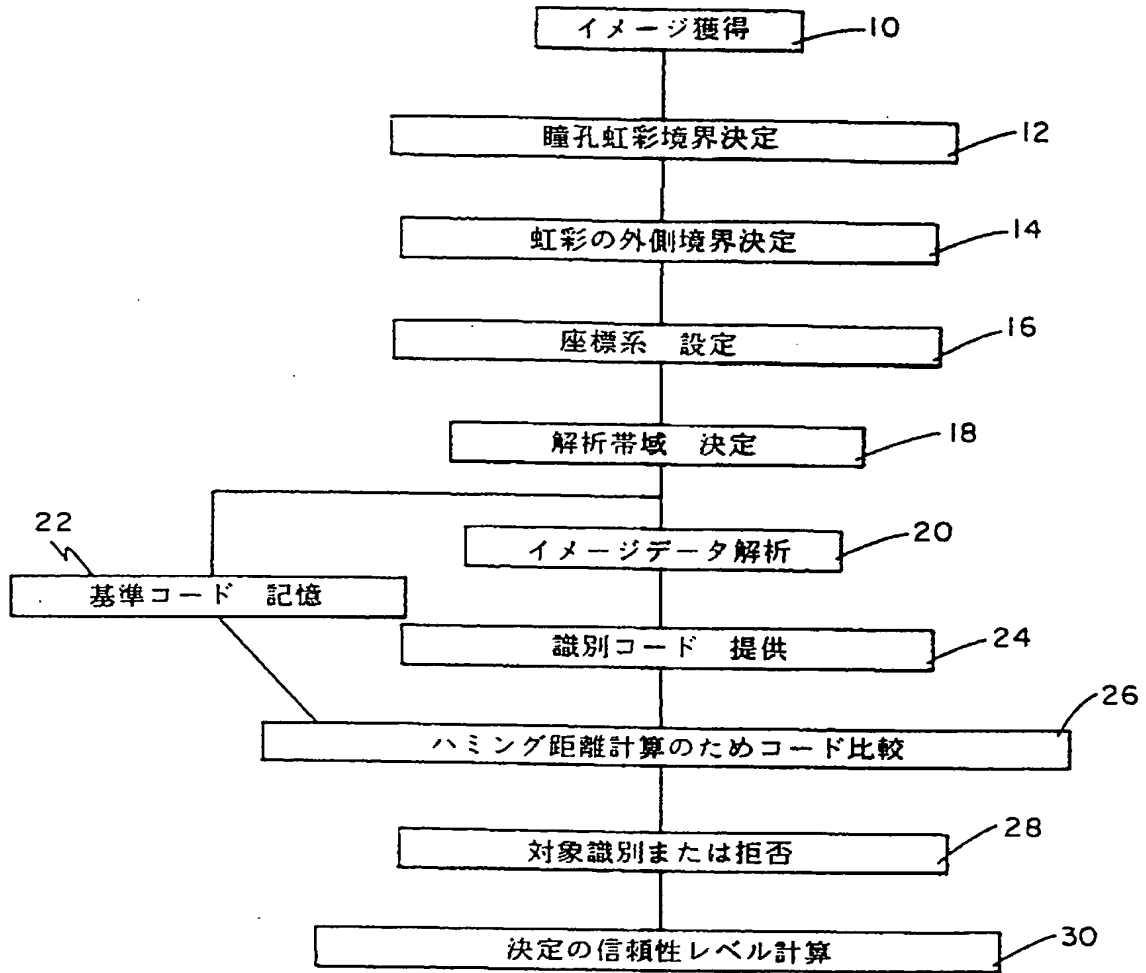 イメージ獲得 10
瞳孔虹彩境界決定 12
虹彩の外側境界決定 14
座標系 設定 16
解析帯域 決定 18
イメージデータ解析 20
22
基準コード 記憶
識別コード 提供 24
ハミング距離計算のためコード比較 26
対象識別または拒否 28
決定の信頼性レベル計算 30